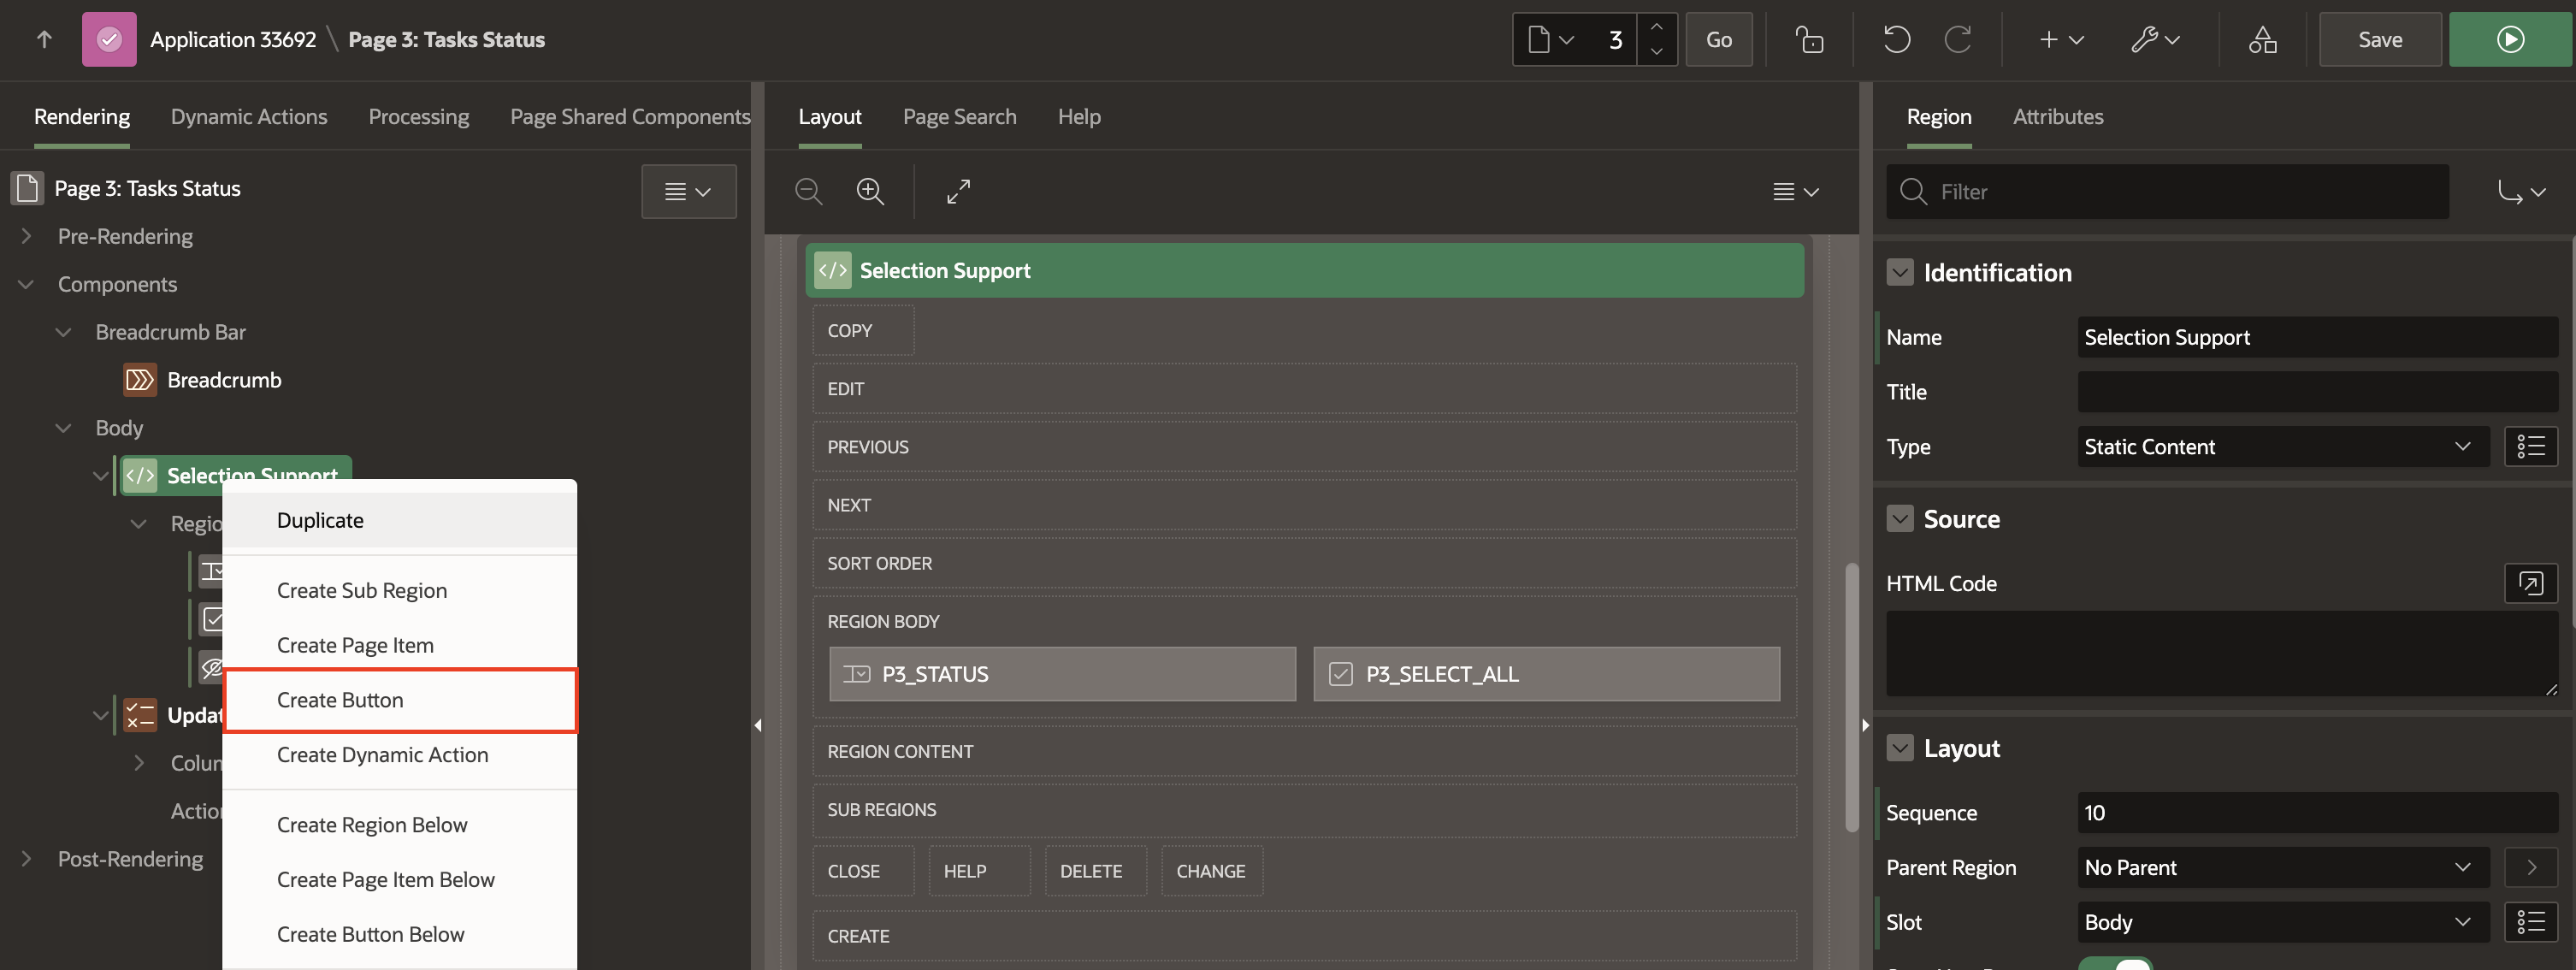 Application 33692 \ Page 3: Tasks Status
3
Go
Save
Rendering
Dynamic Actions
Processing
Page Shared Components
Layout
Page Search
Help
Region
Attributes
Page 3: Tasks Status
Pre-Rendering
Components
Breadcrumb Bar
Breadcrumb
Body
Selection Support
Regio
Updat
Colum
Action
Post-Rendering
Duplicate
Create Sub Region
Create Page Item
Create Button
Create Dynamic Action
Create Region Below
Create Page Item Below
Create Button Below
Selection Support
COPY
EDIT
PREVIOUS
NEXT
SORT ORDER
REGION BODY
P3_STATUS
P3_SELECT_ALL
REGION CONTENT
SUB REGIONS
CLOSE
HELP
DELETE
CHANGE
CREATE
Filter
Identification
Name
Selection Support
Title
Type
Static Content
Source
HTML Code
Layout
Sequence
10
Parent Region
No Parent
Slot
Body